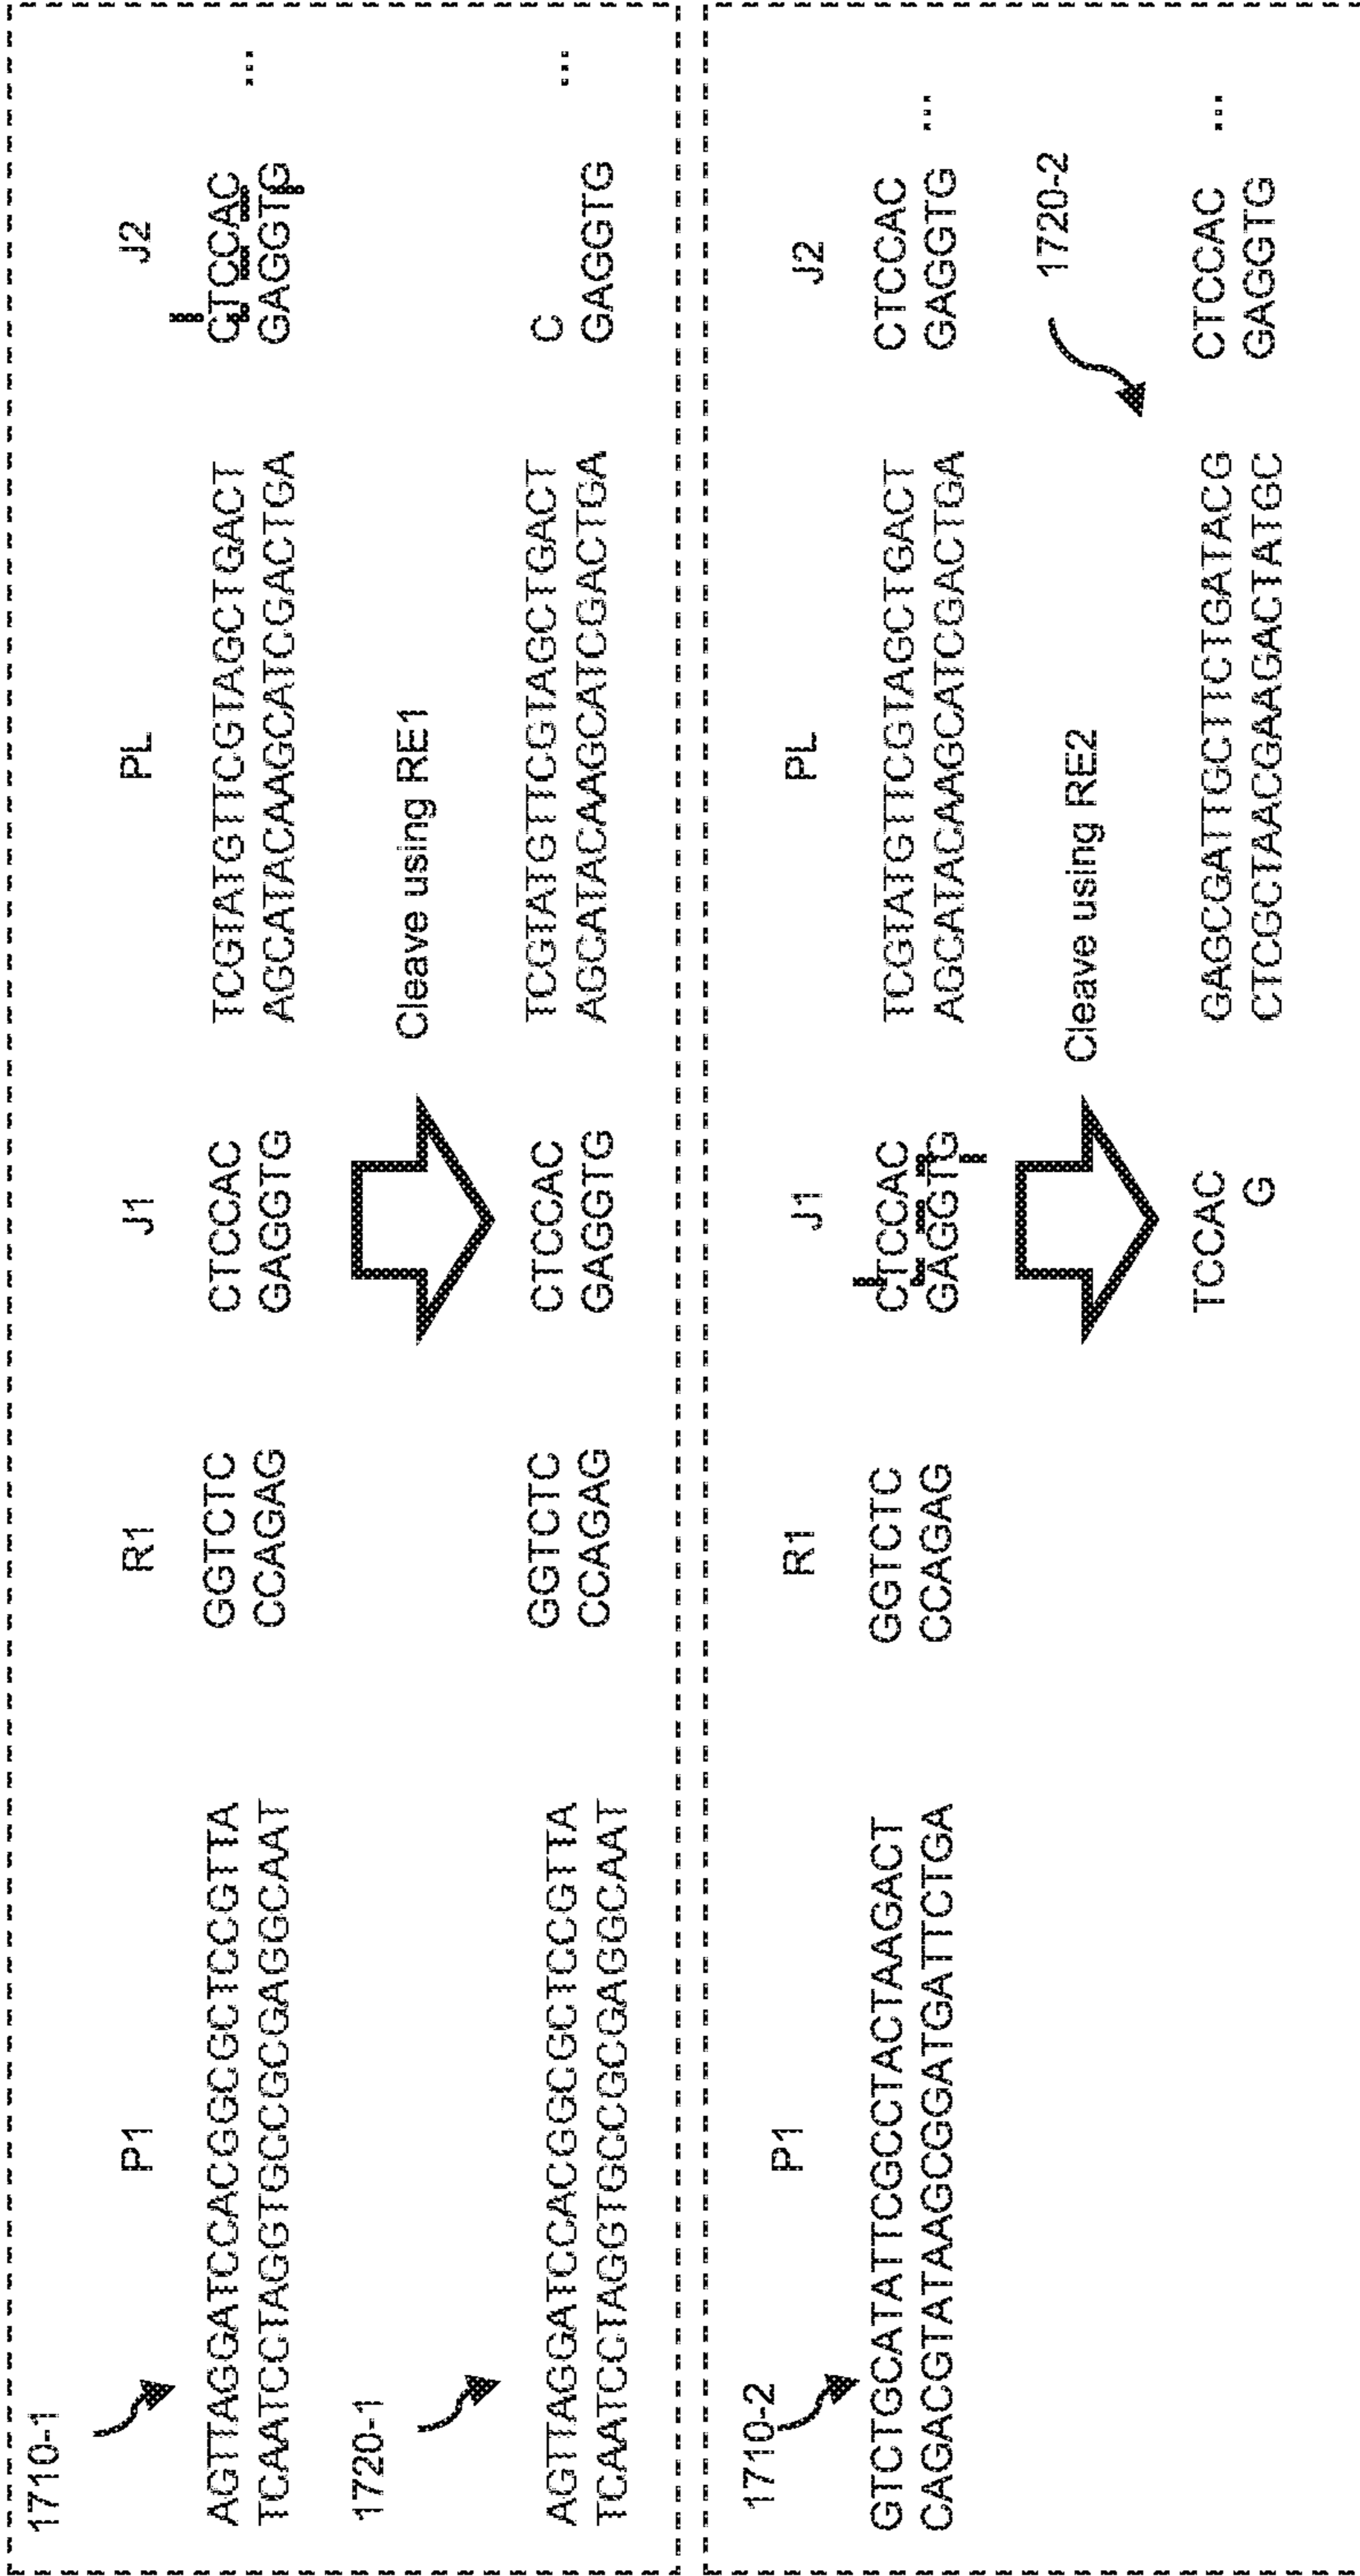 1710-1
P1 R1 J1 PL J2
AGTTAGGATCCACGGCGCTCCGTTA GGTCTC CTCCAC TCGTATGTTCGTAGCTGACT CTCCAC
TCAATCCTAGGTGCCGCGAGGCAAT CCAGAG GAGGTG AGCATACAAGCATCGACTGA GAGGTG ...
1720-1 Cleave using RE1
AGTTAGGATCCACGGCGCTCCGTTA GGTCTC CTCCAC TCGTATGTTCGTAGCTGACT C
TCAATCCTAGGTGCCGCGAGGCAAT CCAGAG GAGGTG AGCATACAAGCATCGACTGA GAGGTG ...
1710-2
P1 R1 J1 PL J2
GTCTGCATATTCGCCTACTAAGACT GGTCTC CTCCAC TCGTATGTTCGTAGCTGACT CTCCAC
CAGACGTATAAGCGGATGATTCTGA CCAGAG GAGGTG AGCATACAAGCATCGACTGA GAGGTG ...
Cleave using RE2 1720-2
TCCAC GAGCGATTGCTTCTGATACG CTCCAC ...
G CTCGCTAACGAAGACTATGC GAGGTG